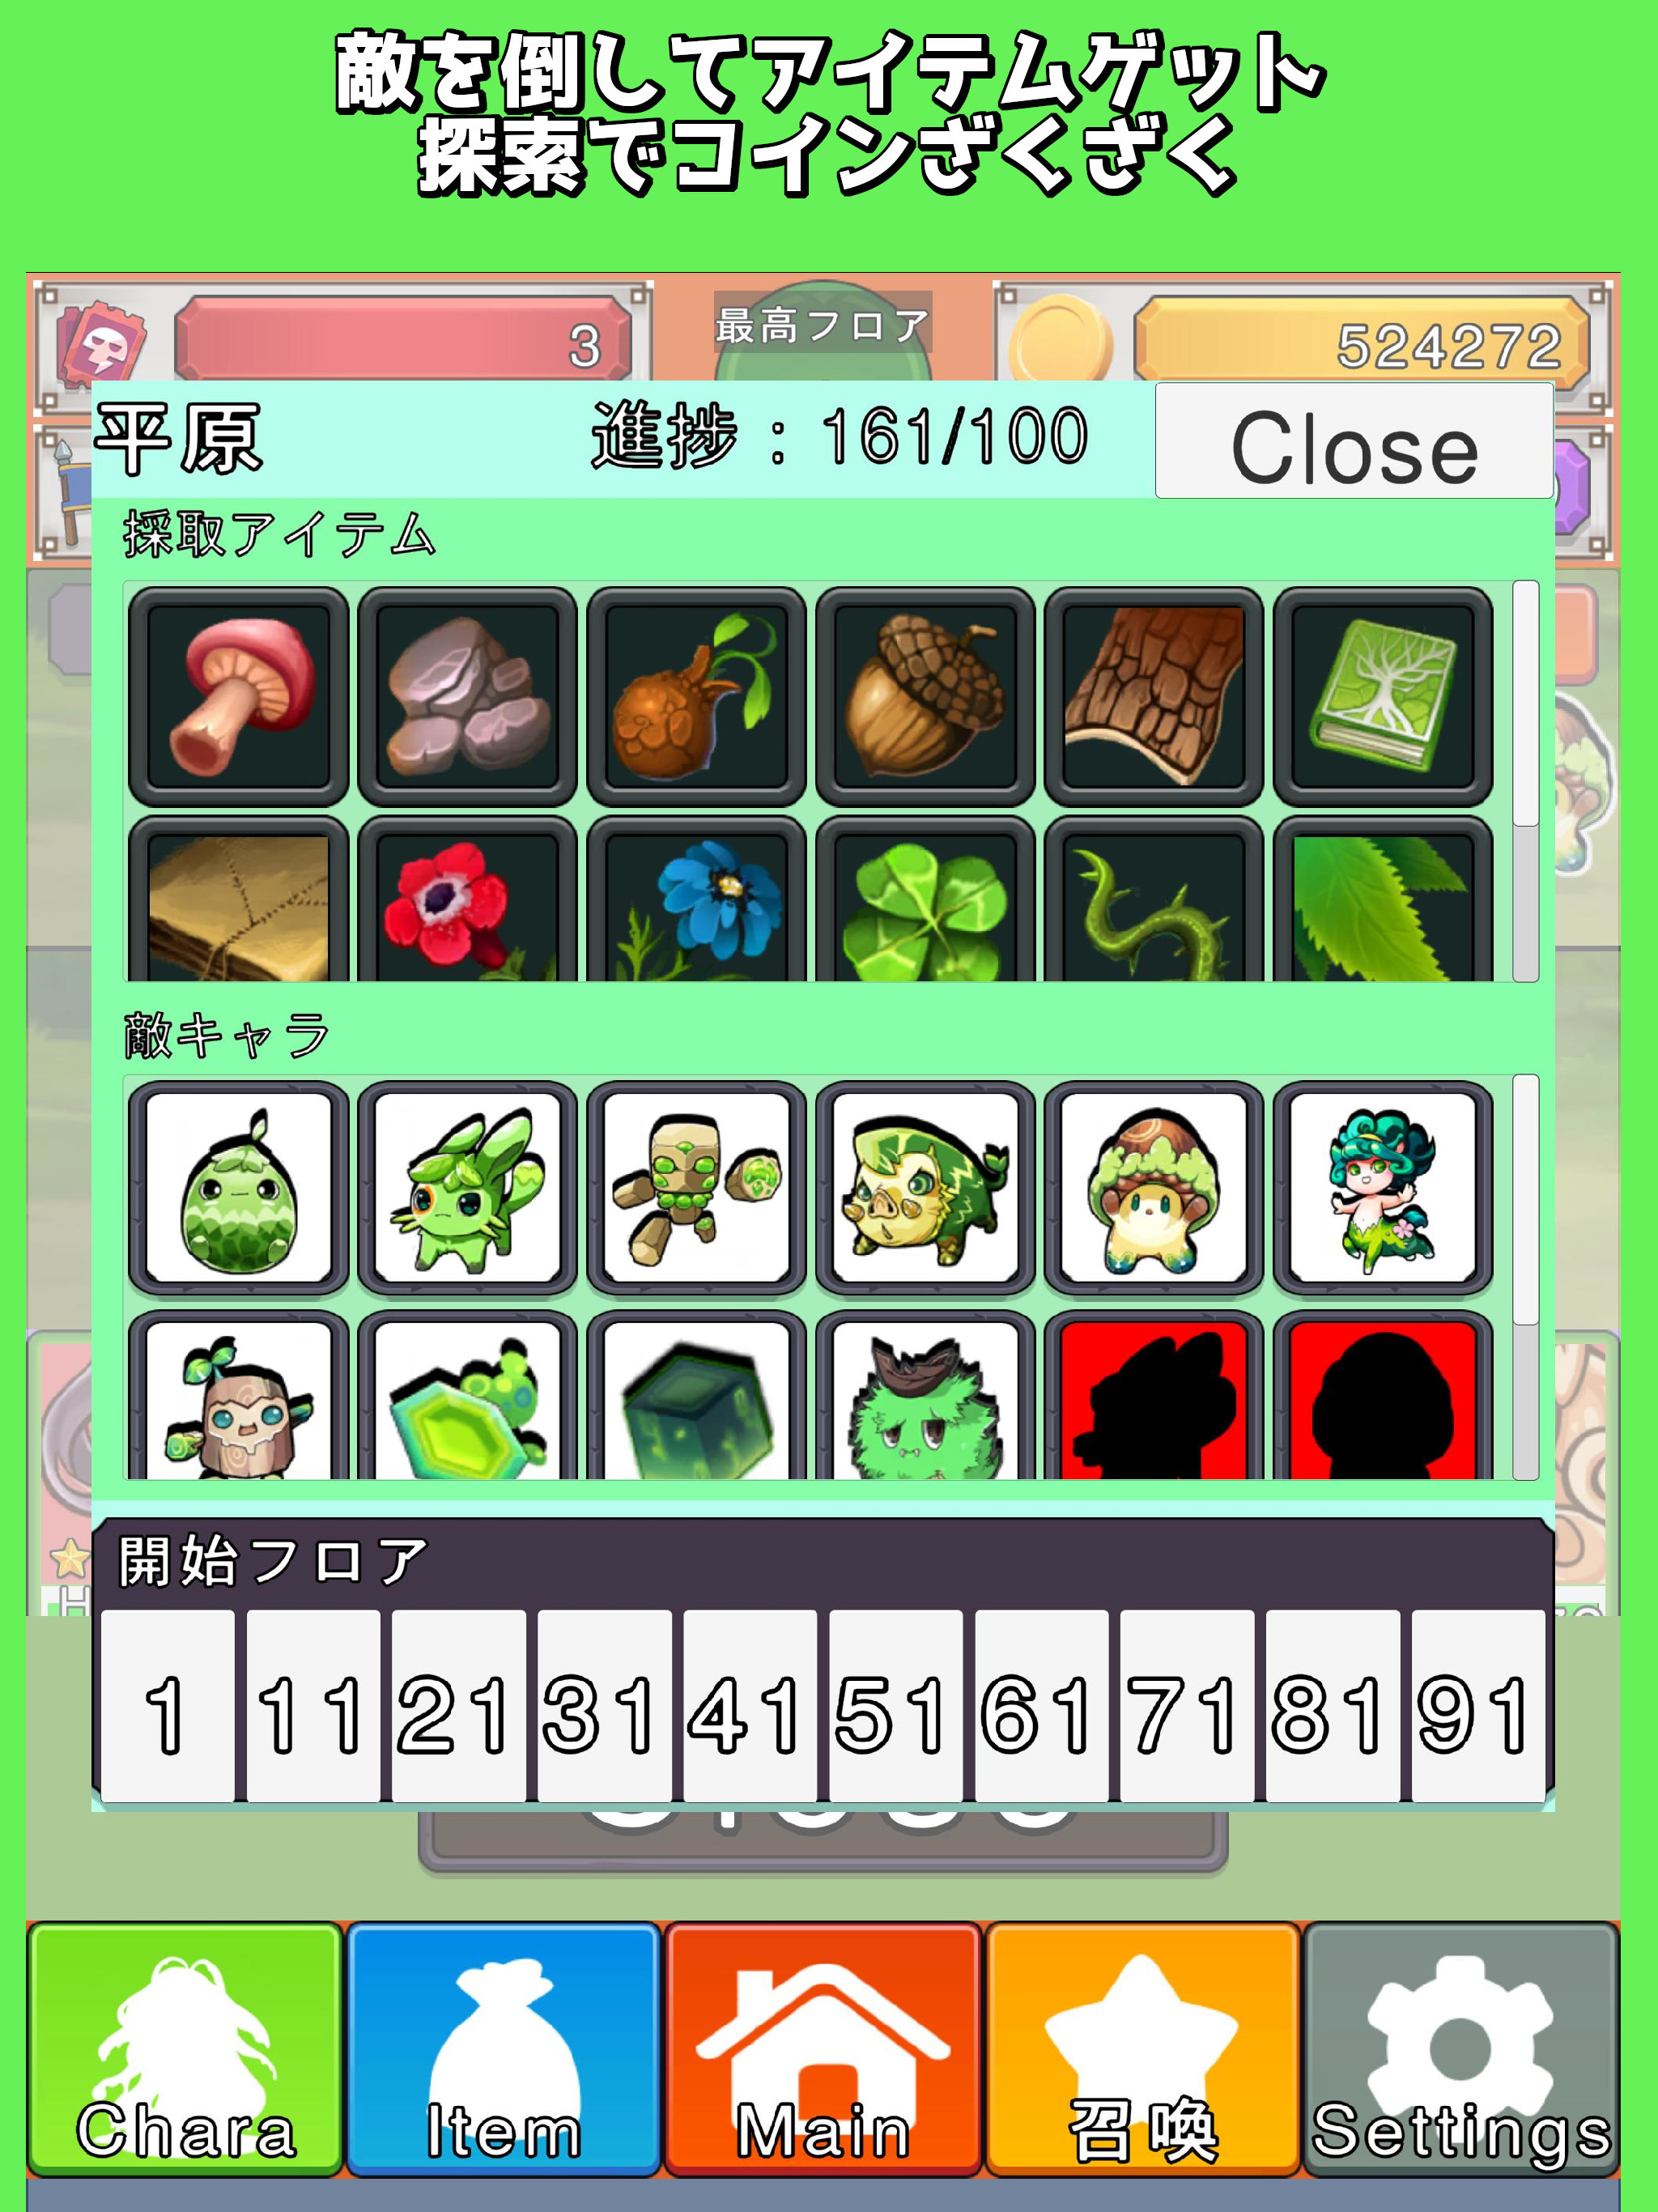 敵を倒してアイテムゲット
探索でコインざくざく
3
最高フロア
524272
平原
進捗：161/100
Close
採取アイテム
敵キャラ
開始フロア
1
11
21
31
41
51
61
71
81
91
Chara
Item
Main
召喚
Settings